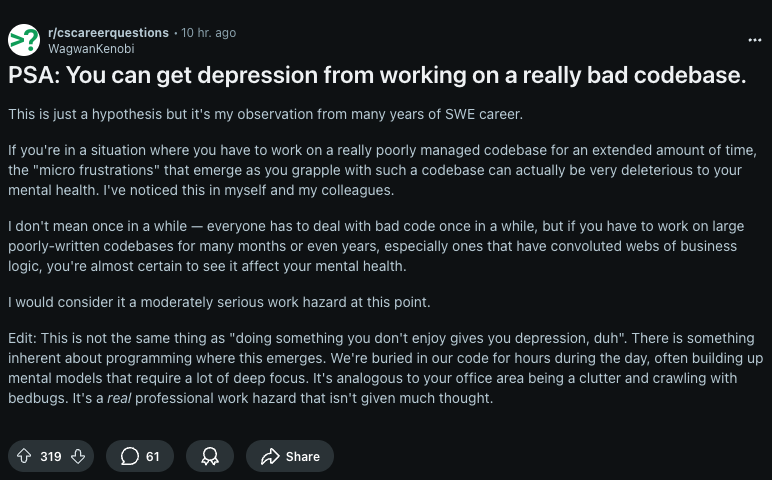 r/cscareerquestions • 10 hr. ago
WagwanKenobi
PSA: You can get depression from working on a really bad codebase.
This is just a hypothesis but it's my observation from many years of SWE career.
If you're in a situation where you have to work on a really poorly managed codebase for an extended amount of time,
the "micro frustrations" that emerge as you grapple with such a codebase can actually be very deleterious to your
mental health. I've noticed this in myself and my colleagues.
I don't mean once in a while — everyone has to deal with bad code once in a while, but if you have to work on large
poorly-written codebases for many months or even years, especially ones that have convoluted webs of business
logic, you're almost certain to see it affect your mental health.
I would consider it a moderately serious work hazard at this point.
Edit: This is not the same thing as "doing something you don't enjoy gives you depression, duh". There is something
inherent about programming where this emerges. We're buried in our code for hours during the day, often building up
mental models that require a lot of deep focus. It's analogous to your office area being a clutter and crawling with
bedbugs. It's a real professional work hazard that isn't given much thought.
319 61 Share